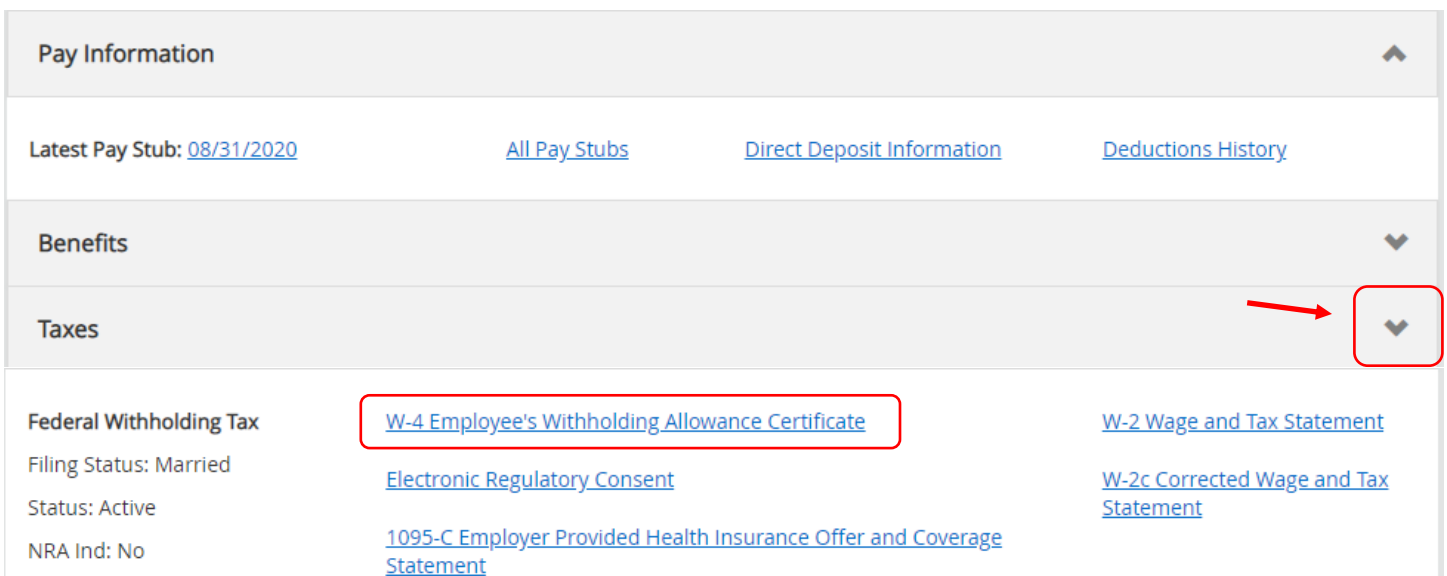 Pay Information
Latest Pay Stub: 08/31/2020 All Pay Stubs Direct Deposit Information Deductions History
Benefits
Taxes
Federal Withholding Tax
Filing Status: Married
Status: Active
NRA Ind: No
W-4 Employee's Withholding Allowance Certificate
Electronic Regulatory Consent
1095-C Employer Provided Health Insurance Offer and Coverage
Statement
W-2 Wage and Tax Statement
W-2c Corrected Wage and Tax
Statement